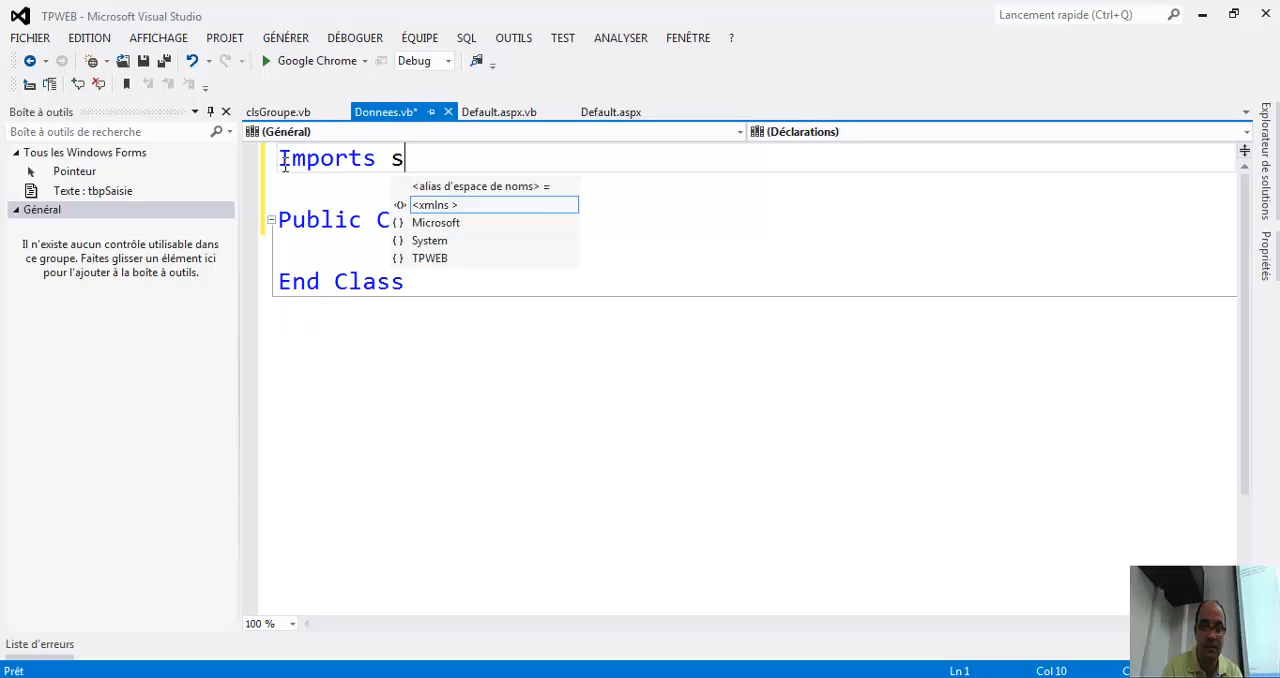 TPWEB - Microsoft Visual Studio
Lancement rapide (Ctrl+Q)
FICHIER EDITION AFFICHAGE PROJET GÉNÉRER DÉBOGUER ÉQUIPE SQL OUTILS TEST ANALYSER FENÊTRE ?
Google Chrome Debug
Boîte à outils
clsGroupe.vb Donnees.vb* Default.aspx.vb Default.aspx
Boîte à outils de recherche
(Général) (Déclarations)
Tous les Windows Forms
Pointeur
Texte : tbpSaisie
Général
Il n'existe aucun contrôle utilisable dans
ce groupe. Faites glisser un élément ici
pour l'ajouter à la boîte à outils.
Imports s
<alias d'espace de noms> =
<xmlns >
Microsoft
System
TPWEB
Public C
End Class
Explorateur de solutions
Propriétés
100 %
Liste d'erreurs
Prêt Ln 1 Col 10 C